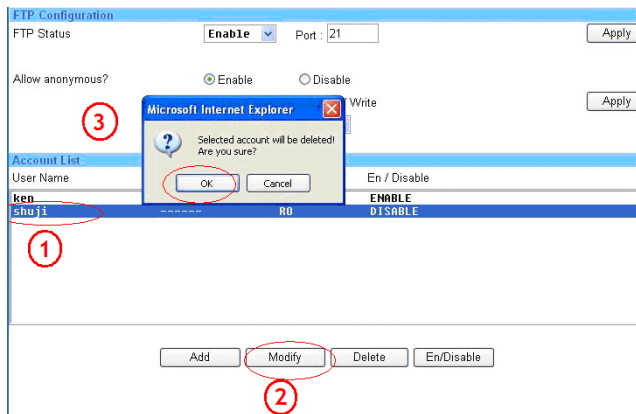 FTP Configuration
FTP Status Enable Port : 21 Apply
Allow anonymous? Enable Disable
Write Apply
3
Microsoft Internet Explorer
Selected account will be deleted!
Are you sure?
OK Cancel
Account List
User Name En / Disable
ken ENABLE
shuji ------ RO DISABLE
1
Add Modify Delete En/Disable
2